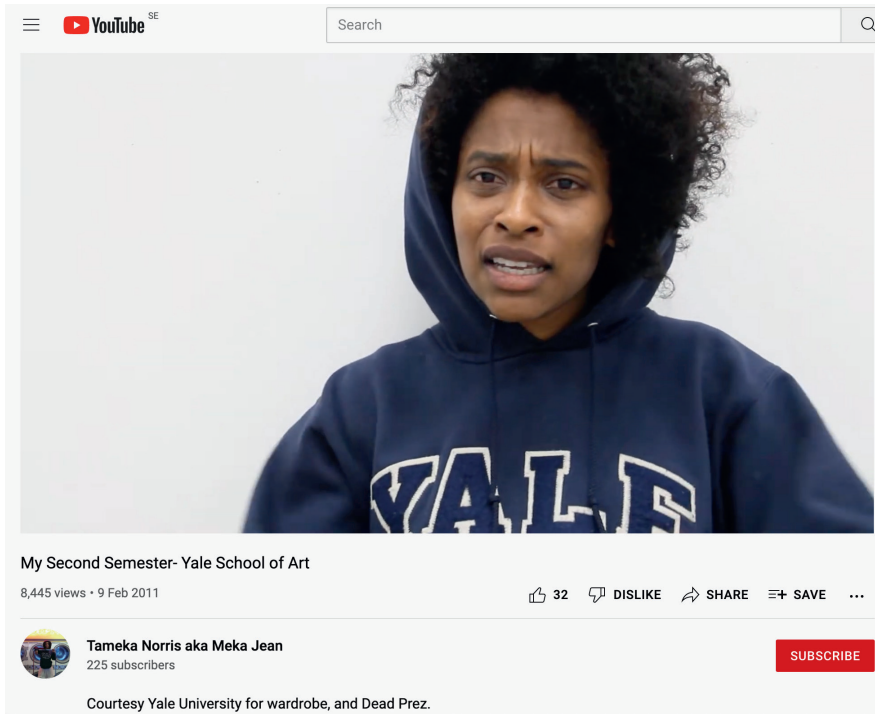 YouTube SE
Search
YALE
My Second Semester- Yale School of Art
8,445 views • 9 Feb 2011
32 DISLIKE SHARE SAVE ...
Tameka Norris aka Meka Jean
225 subscribers
SUBSCRIBE
Courtesy Yale University for wardrobe, and Dead Prez.